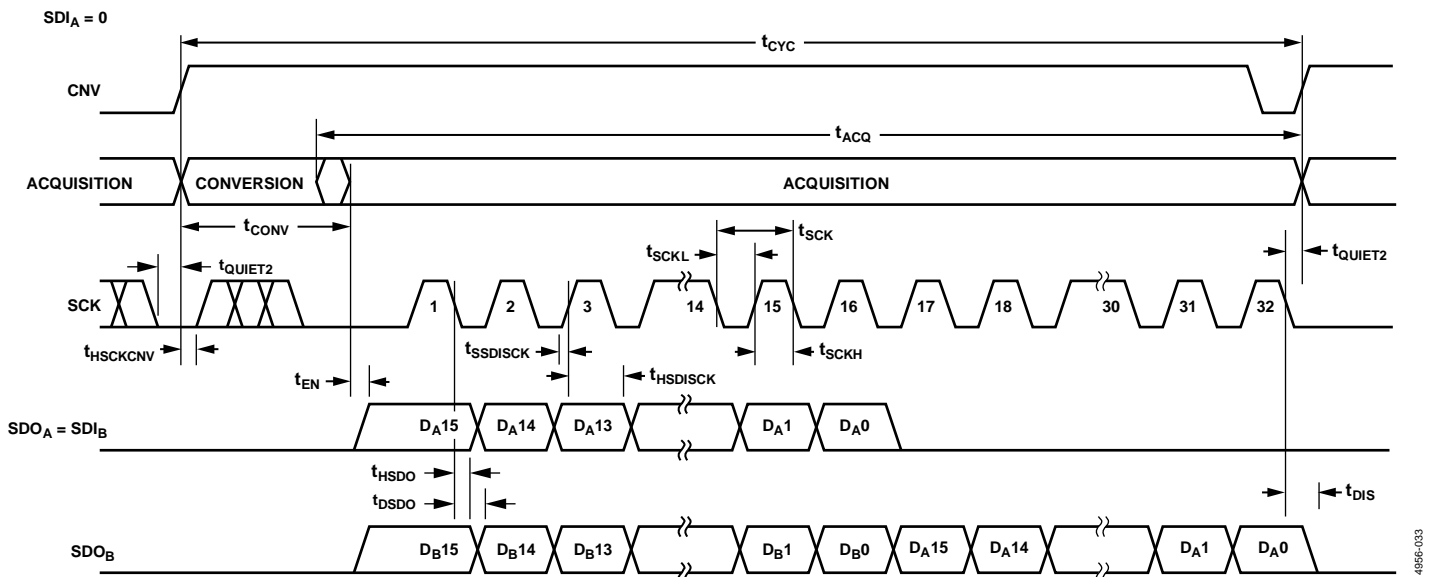 SDIA = 0
tCYC
CNV
tACQ
ACQUISITION CONVERSION ACQUISITION
tCONV
tSCK
tSCKL
tQUIET2 tQUIET2
SCK 1 2 3 14 15 16 17 18 30 31 32
tHSCKCNV tSSDISCK tSCKH
tEN tHSDISCK
SDOA = SDIB DA15 DA14 DA13 DA1 DA0
tHSDO
tDSDO tDIS
SDOB DB15 DB14 DB13 DB1 DB0 DA15 DA14 DA1 DA0
4956-033